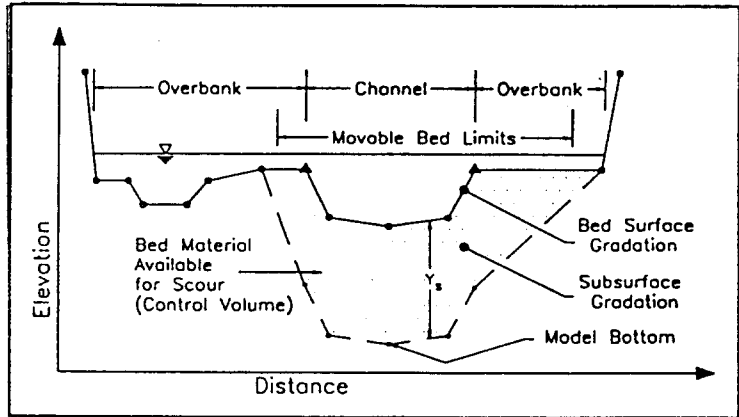 Overbank
Channel
Overbank
Movable Bed Limits
Bed Material
Available
for Scour
(Control Volume)
Bed Surface
Gradation
Subsurface
Gradation
Yₛ
Model Bottom
Elevation
Distance